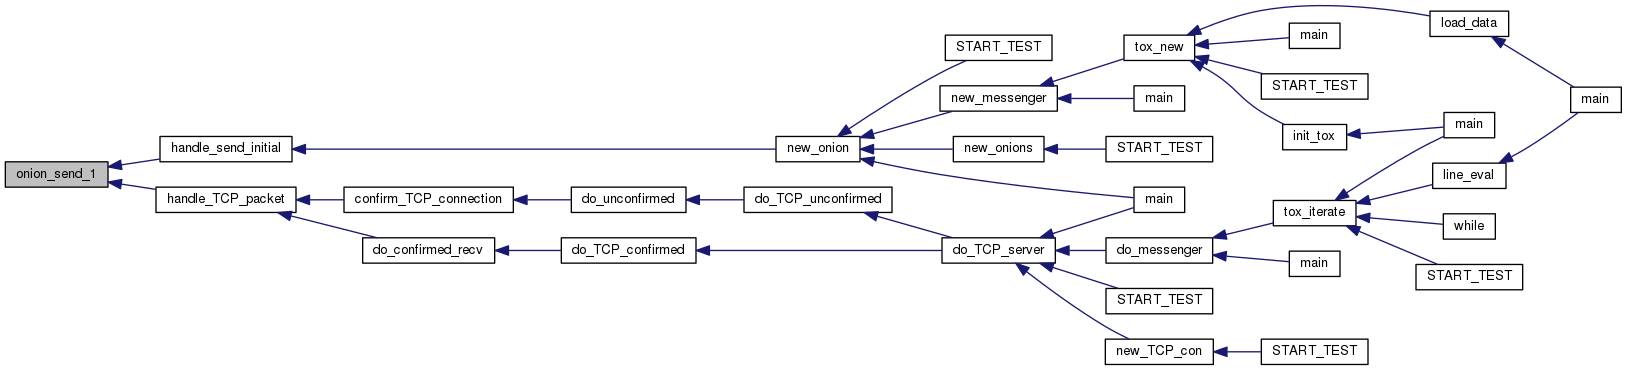 onion_send_1
handle_send_initial
handle_TCP_packet
confirm_TCP_connection
do_confirmed_recv
do_unconfirmed
do_TCP_confirmed
do_TCP_unconfirmed
new_onion
START_TEST
new_messenger
new_onions
do_TCP_server
tox_new
main
START_TEST
main
do_messenger
START_TEST
new_TCP_con
load_data
main
START_TEST
init_tox
tox_iterate
main
START_TEST
main
line_eval
while
START_TEST
main